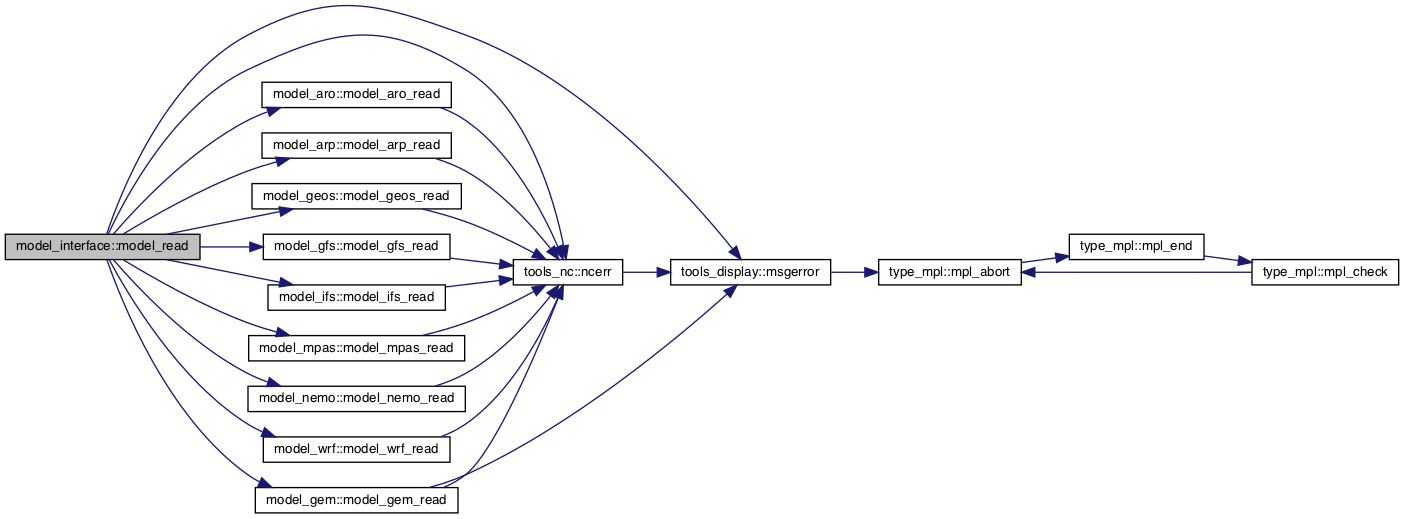 model_interface::model_read
model_aro::model_aro_read
model_arp::model_arp_read
model_geos::model_geos_read
model_gfs::model_gfs_read
model_ifs::model_ifs_read
model_mpas::model_mpas_read
model_nemo::model_nemo_read
model_wrf::model_wrf_read
model_gem::model_gem_read
tools_nc::ncerr
tools_display::msgerror
type_mpl::mpl_abort
type_mpl::mpl_end
type_mpl::mpl_check